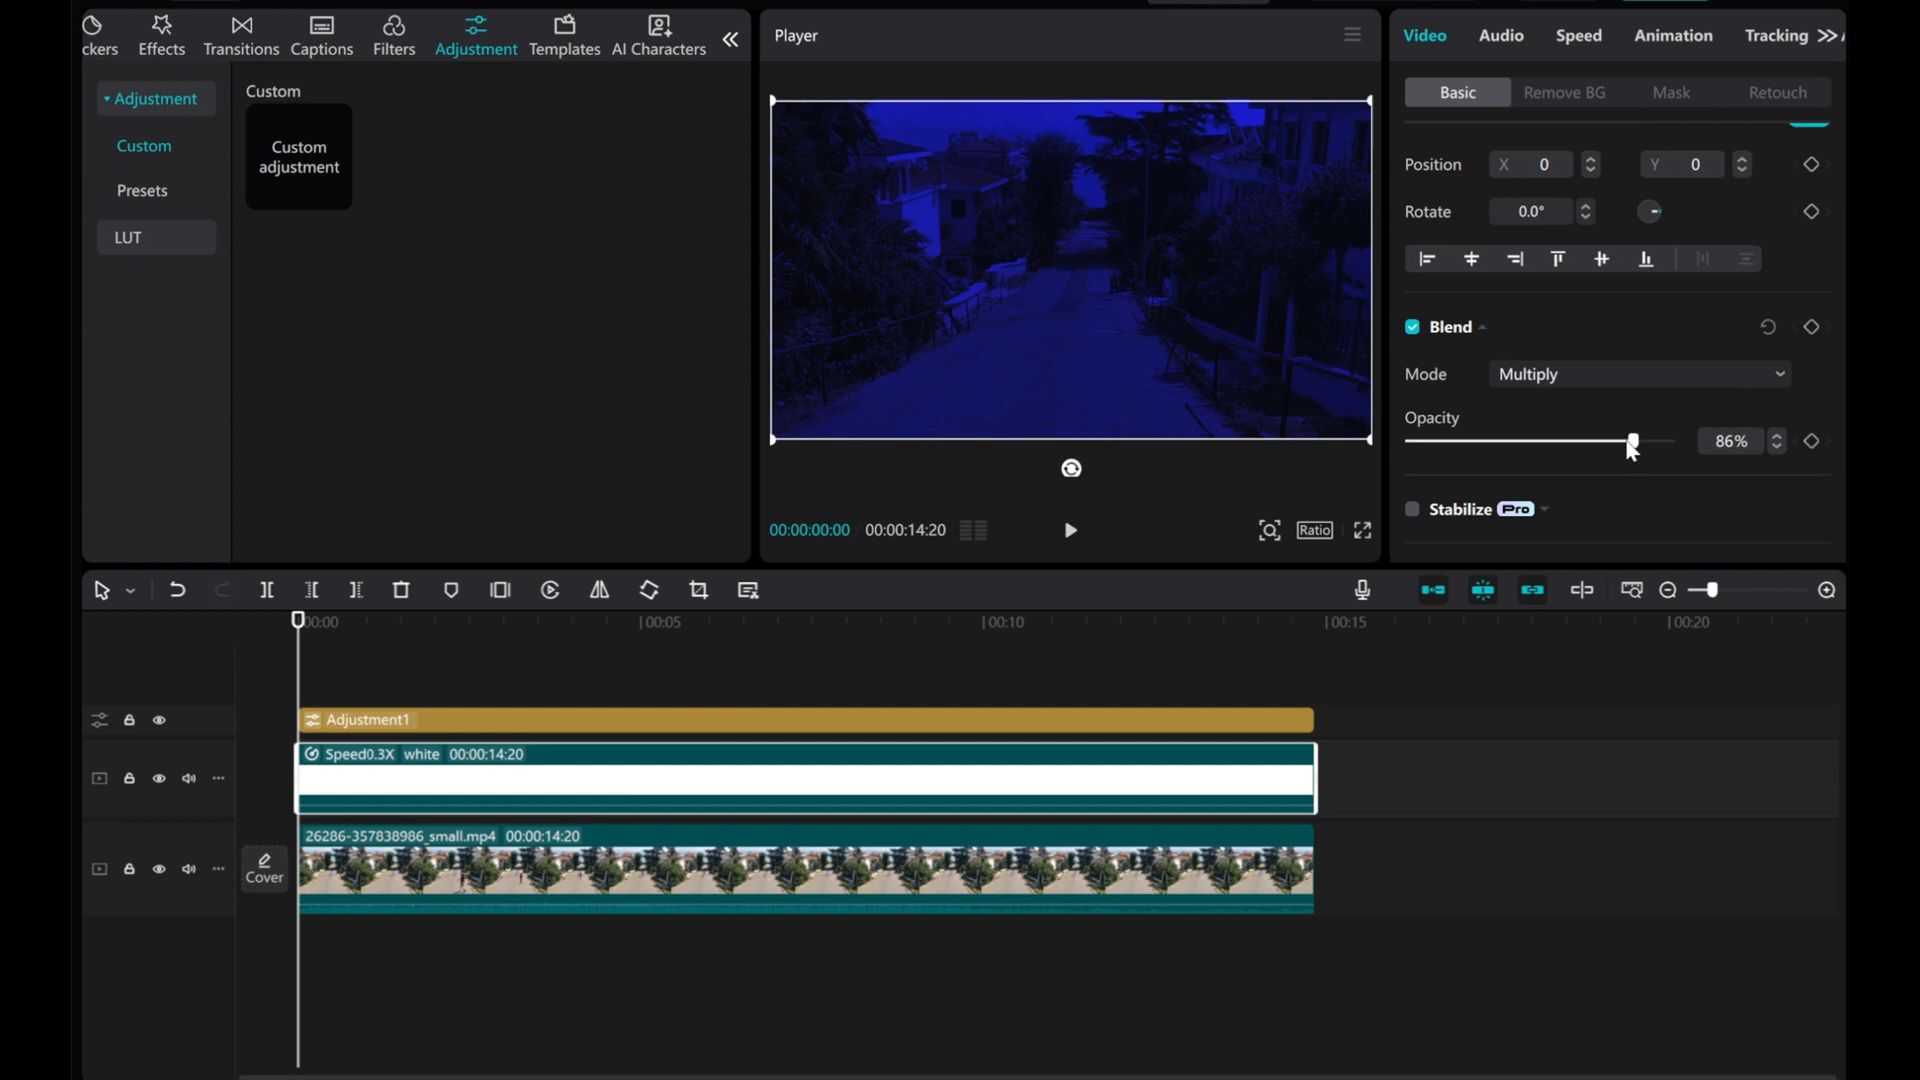 ckers Effects Transitions Captions Filters Adjustment Templates AI Characters
Player
Video Audio Speed Animation Tracking
Adjustment
Custom
Presets
LUT
Custom
Custom
adjustment
Basic Remove BG Mask Retouch
Position X 0 Y 0
Rotate 0.0°
Blend
Mode Multiply
Opacity
86%
Stabilize Pro
00:00:00:00 00:00:14:20
Ratio
00:00 00:05 00:10 00:15 00:20
Adjustment1
Speed0.3X white 00:00:14:20
26286-357838986_small.mp4 00:00:14:20
Cover